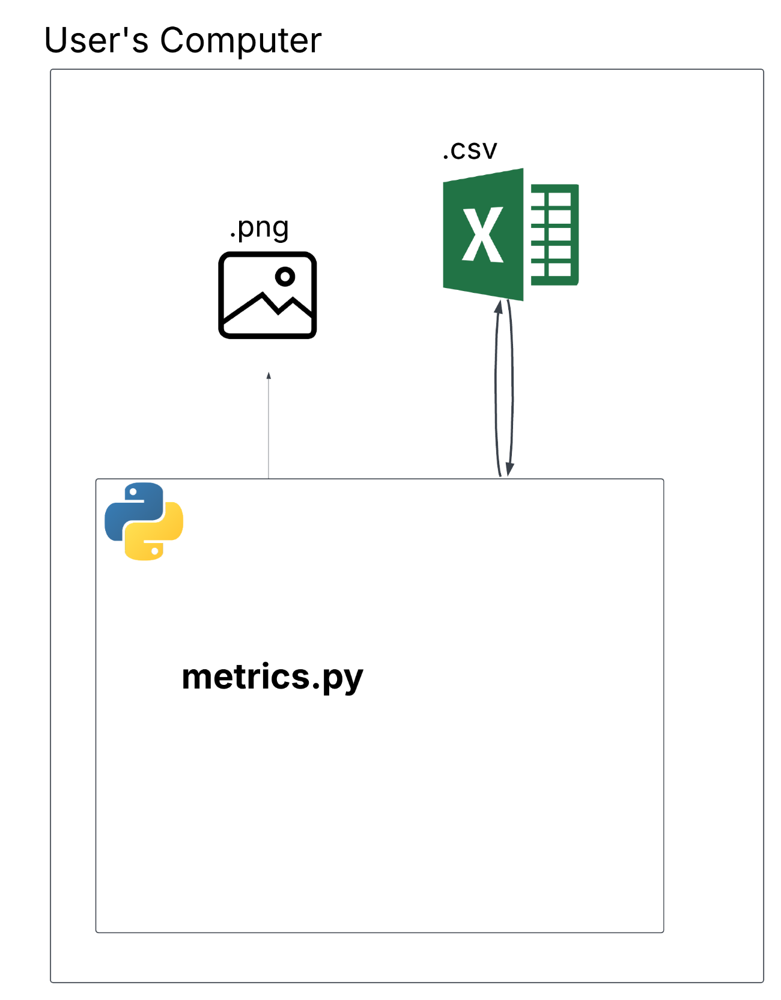 User's Computer
.csv
.png
X
metrics.py